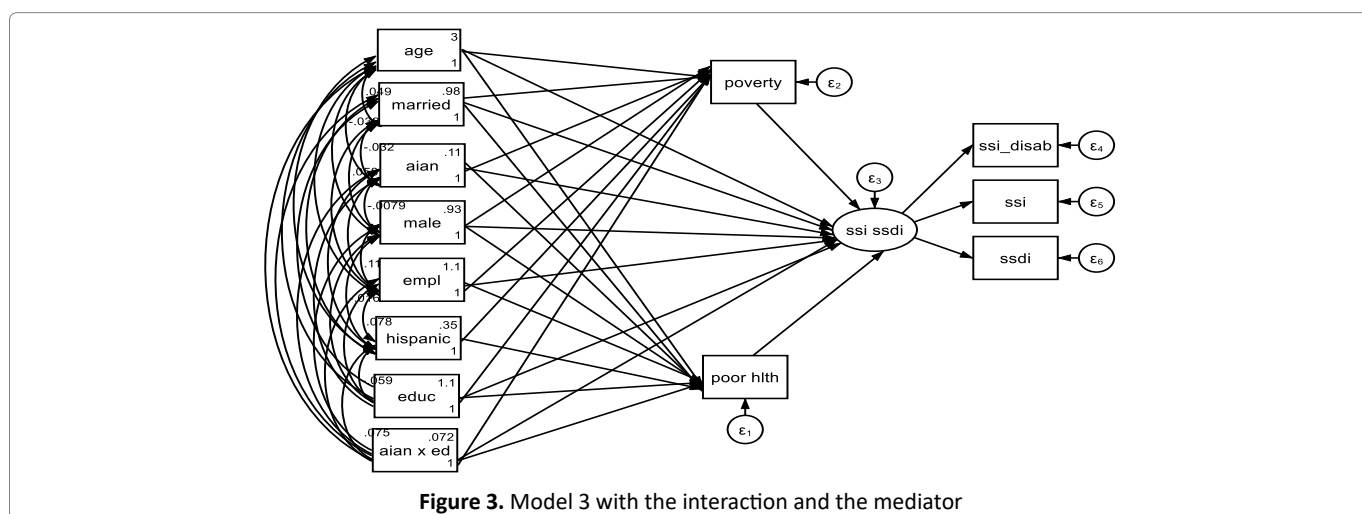 3
age
1
.049
.98
married
1
-.032
.11
aian
1
-.0079
.93
male
1
.11
1.1
empl
1
.078
.35
hispanic
1
.059
1.1
educ
1
.075
.072
aian x ed
1
poverty
ε2
poor hlth
ε1
ε3
ssi ssdi
ssi_disab
ε4
ssi
ε5
ssdi
ε6
Figure 3. Model 3 with the interaction and the mediator